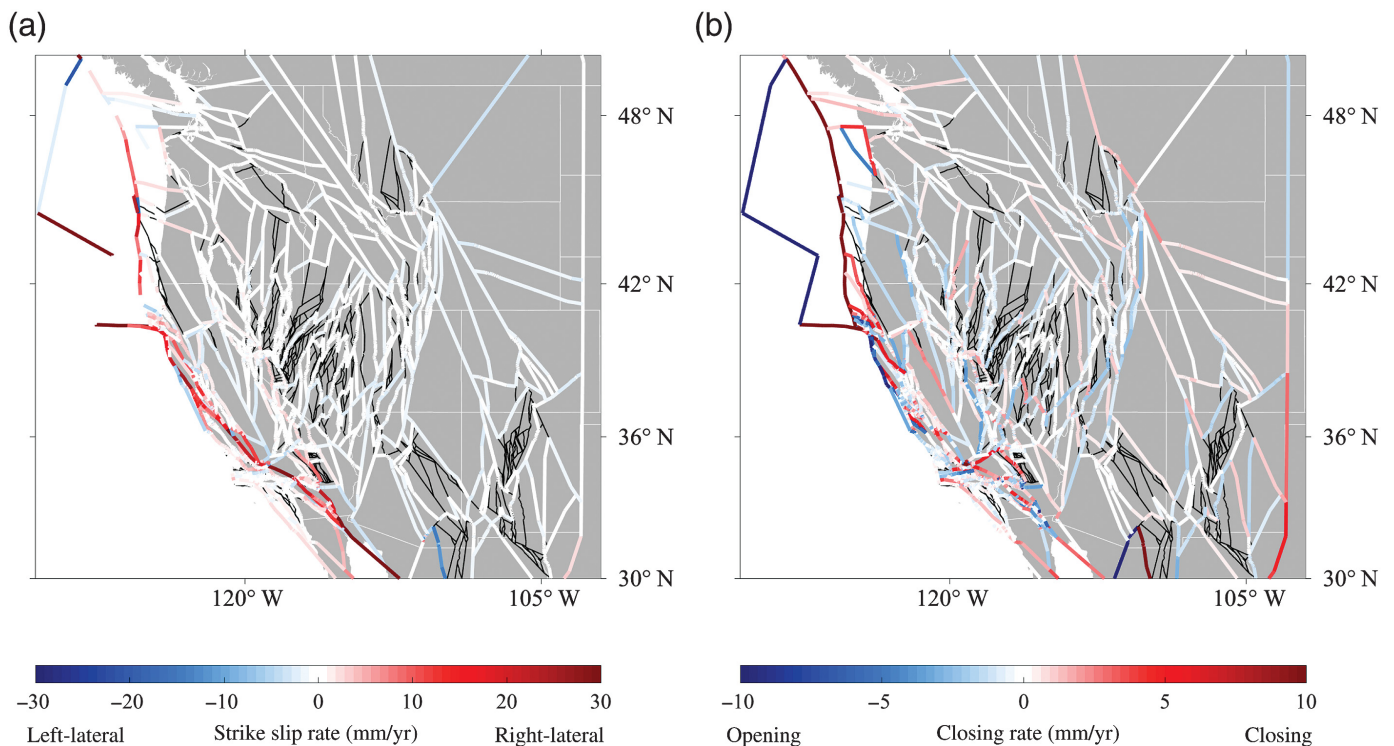 (a)
(b)
48° N
42° N
36° N
30° N
120° W
105° W
48° N
42° N
36° N
30° N
120° W
105° W
−30 −20 −10 0 10 20 30
Left-lateral Strike slip rate (mm/yr) Right-lateral
−10 −5 0 5 10
Opening Closing rate (mm/yr) Closing